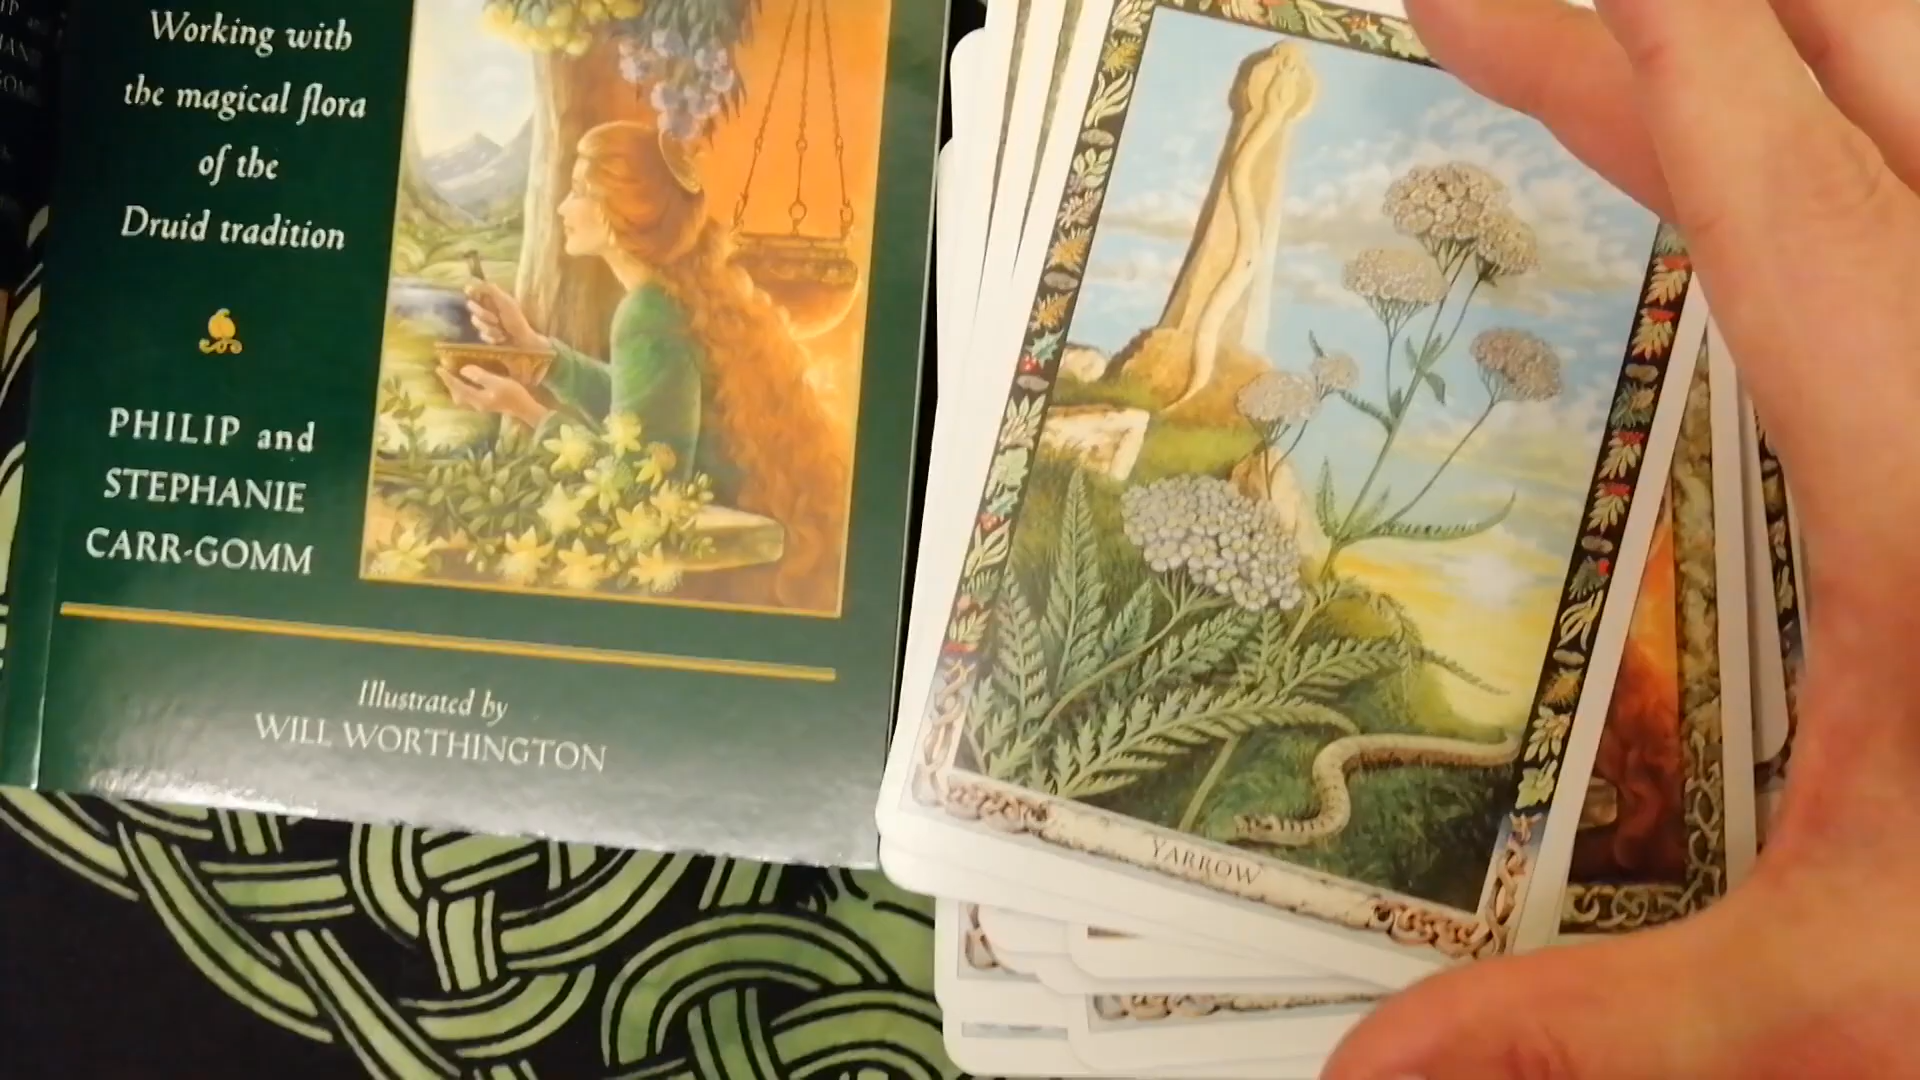 Working with
the magical flora
of the
Druid tradition
PHILIP and
STEPHANIE
CARR-GOMM
Illustrated by
WILL WORTHINGTON
YARROW